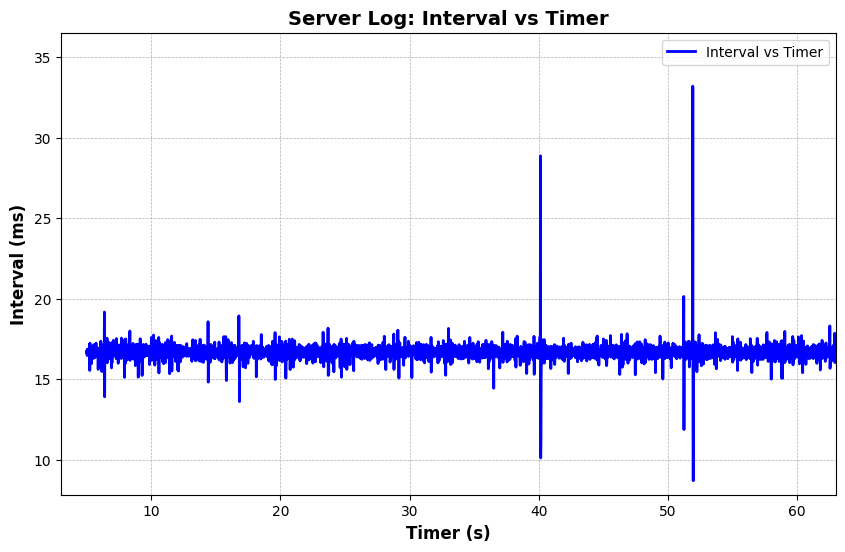 Server Log: Interval vs Timer
Interval vs Timer
35
30
25
20
15
10
Interval (ms)
10 20 30 40 50 60
Timer (s)